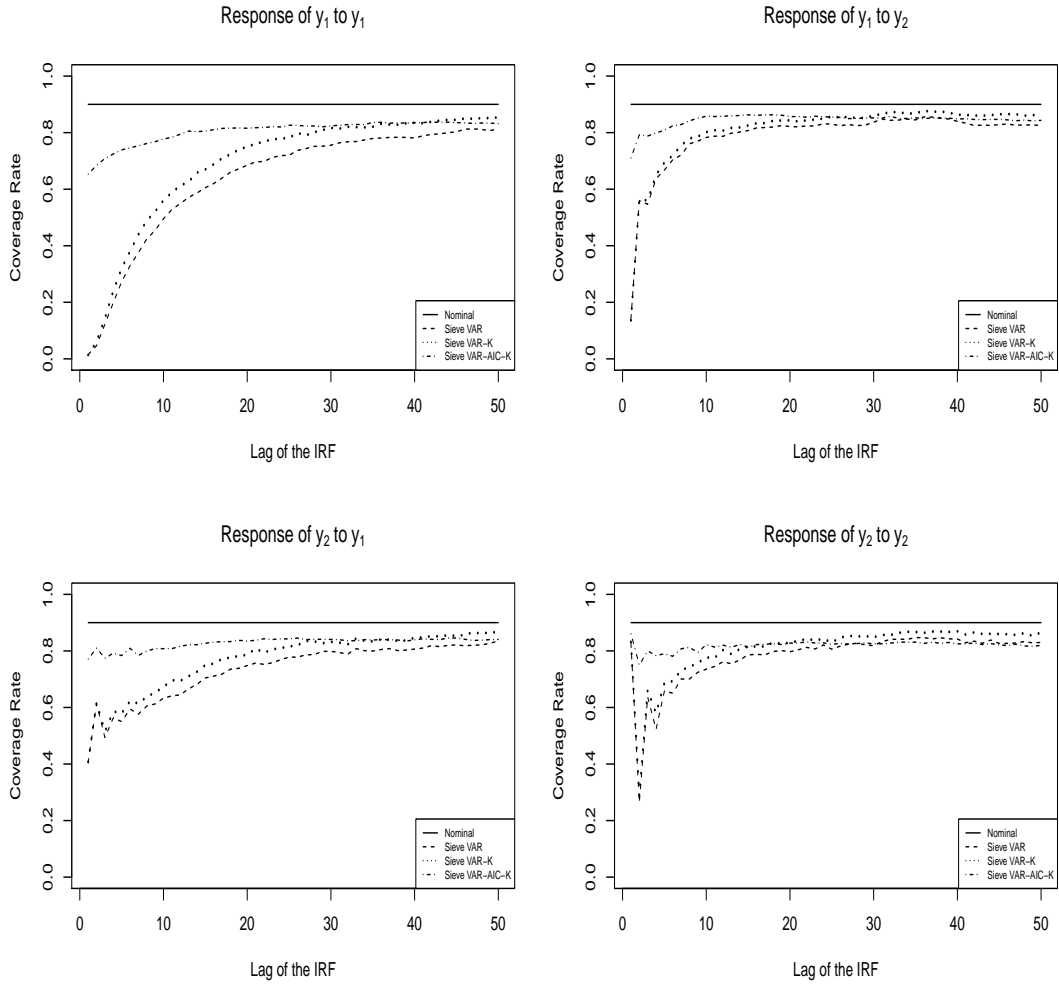 Response of y₁ to y₁
Coverage Rate
1.0
0.8
0.6
0.4
0.2
0.0
Nominal
Sieve VAR
Sieve VAR−K
Sieve VAR−AIC−K
0 10 20 30 40 50
Lag of the IRF
Response of y₁ to y₂
Coverage Rate
1.0
0.8
0.6
0.4
0.2
0.0
Nominal
Sieve VAR
Sieve VAR−K
Sieve VAR−AIC−K
0 10 20 30 40 50
Lag of the IRF
Response of y₂ to y₁
Coverage Rate
1.0
0.8
0.6
0.4
0.2
0.0
Nominal
Sieve VAR
Sieve VAR−K
Sieve VAR−AIC−K
0 10 20 30 40 50
Lag of the IRF
Response of y₂ to y₂
Coverage Rate
1.0
0.8
0.6
0.4
0.2
0.0
Nominal
Sieve VAR
Sieve VAR−K
Sieve VAR−AIC−K
0 10 20 30 40 50
Lag of the IRF